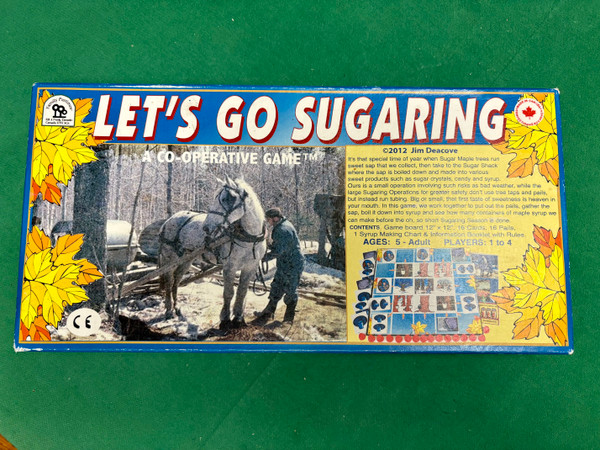 Family Pastimes
LET'S GO SUGARING
A CO-OPERATIVE GAME™
©2012 Jim Deacove
It's that special time of year when Sugar Maple trees run
sweet sap that we collect, then take to the Sugar Shack
where the sap is boiled down and made into various
sweet products such as sugar crystals, candy and syrup.
Ours is a small operation involving such risks as bad weather, while the
large Sugaring Operations for greater safety don't use tree taps and pails,
but instead run tubing. Big or small, that first taste of sweetness is heaven in
your mouth. In this game, we work together to put out the pails, gather the
sap, boil it down into syrup and see how many containers of maple syrup we
can make before the oh, so short Sugaring Season is done.
CONTENTS: Game board 12" x 12", 16 Pails,
1 Syrup Making Chart & Information Booklet with Rules.
AGES: 5 - Adult PLAYERS: 1 to 4
CE